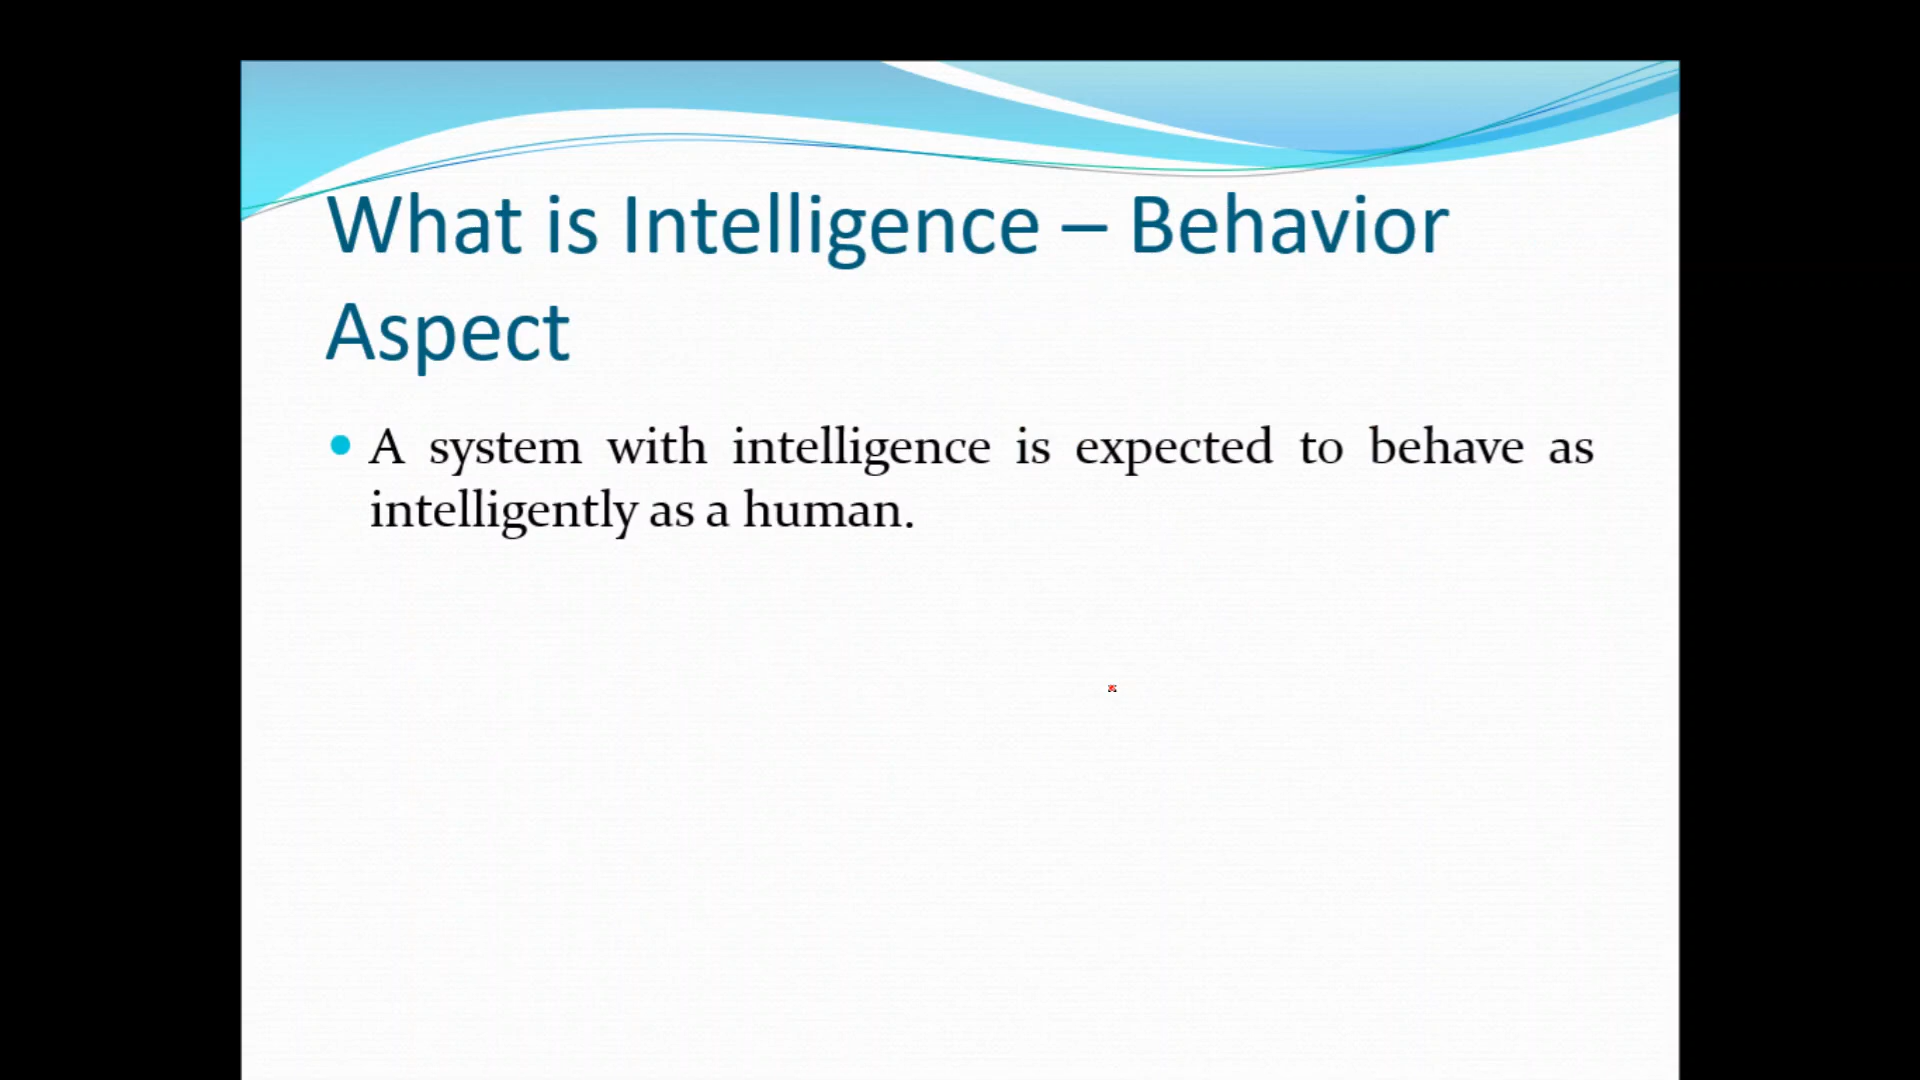 What is Intelligence – Behavior
Aspect
A system with intelligence is expected to behave as
intelligently as a human.